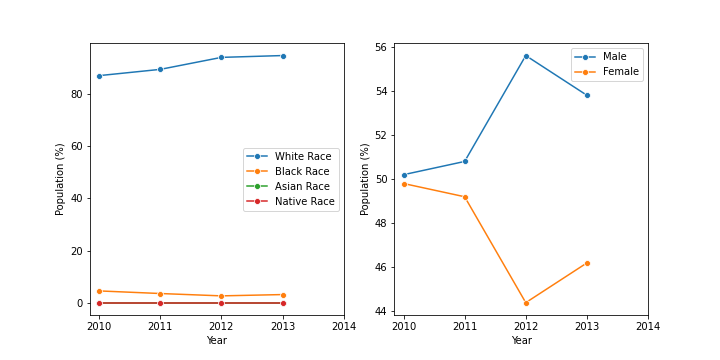 Population (%)
80
60
40
20
0
2010 2011 2012 2013 2014
Year
White Race
Black Race
Asian Race
Native Race
Population (%)
56
54
52
50
48
46
44
2010 2011 2012 2013 2014
Year
Male
Female